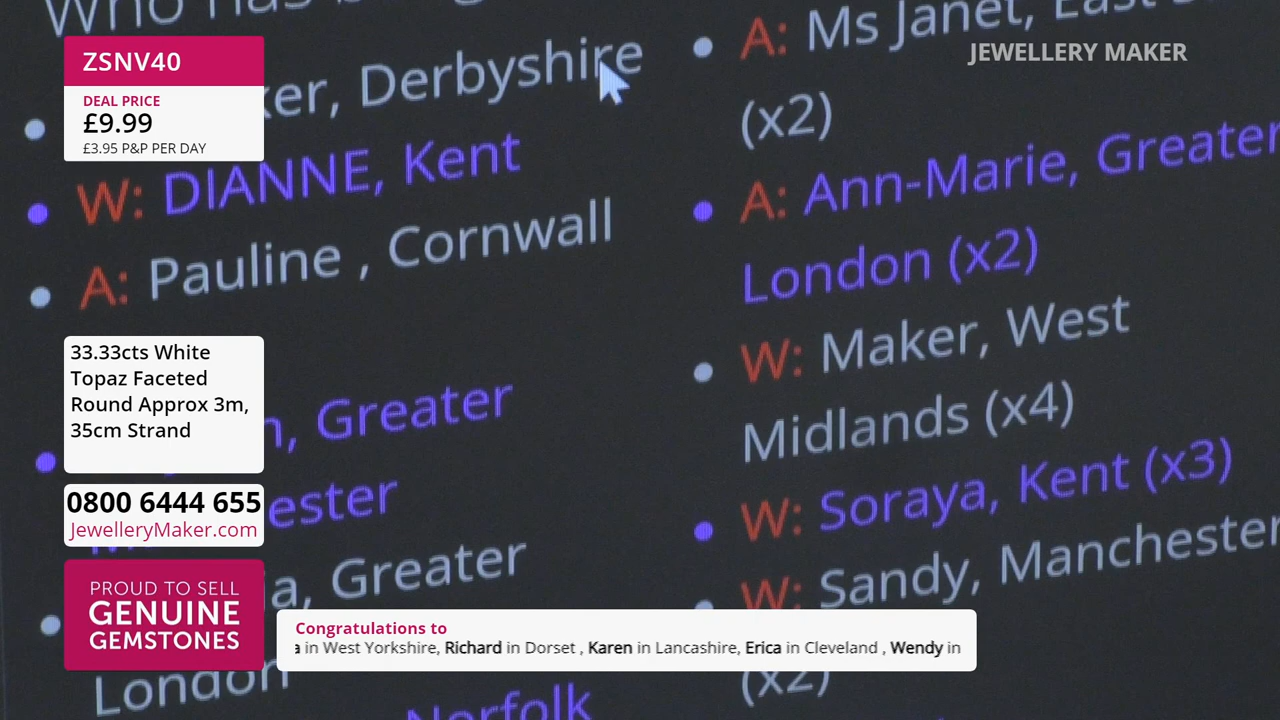 Who has
JEWELLERY MAKER
ZSNV40
DEAL PRICE
£9.99
£3.95 P&P PER DAY
Derbyshire
W: DIANNE, Kent
A: Pauline , Cornwall
Greater
Greater
London
Norfolk
A: Ms Janet, East
(x2)
A: Ann-Marie, Greater
London (x2)
W: Maker, West
Midlands (x4)
W: Soraya, Kent (x3)
W: Sandy, Manchester
(x2)
33.33cts White
Topaz Faceted
Round Approx 3m,
35cm Strand
0800 6444 655
JewelleryMaker.com
PROUD TO SELL
GENUINE
GEMSTONES
Congratulations to
in West Yorkshire, Richard in Dorset , Karen in Lancashire, Erica in Cleveland , Wendy in